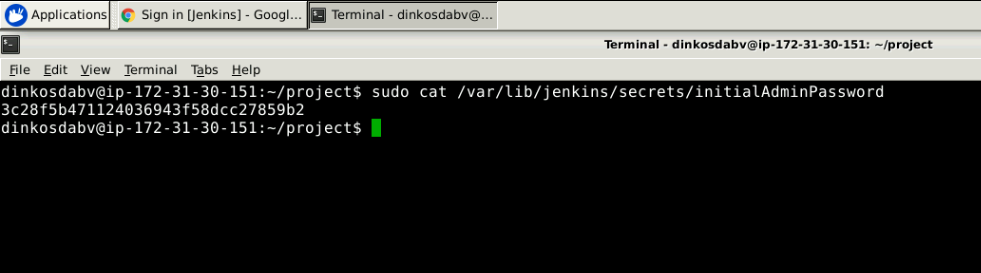 Applications
Sign in [Jenkins] - Googl...
Terminal - dinkosdabv@...
Terminal - dinkosdabv@ip-172-31-30-151: ~/project
File Edit View Terminal Tabs Help
dinkosdabv@ip-172-31-30-151:~/project$ sudo cat /var/lib/jenkins/secrets/initialAdminPassword
3c28f5b471124036943f58dcc27859b2
dinkosdabv@ip-172-31-30-151:~/project$